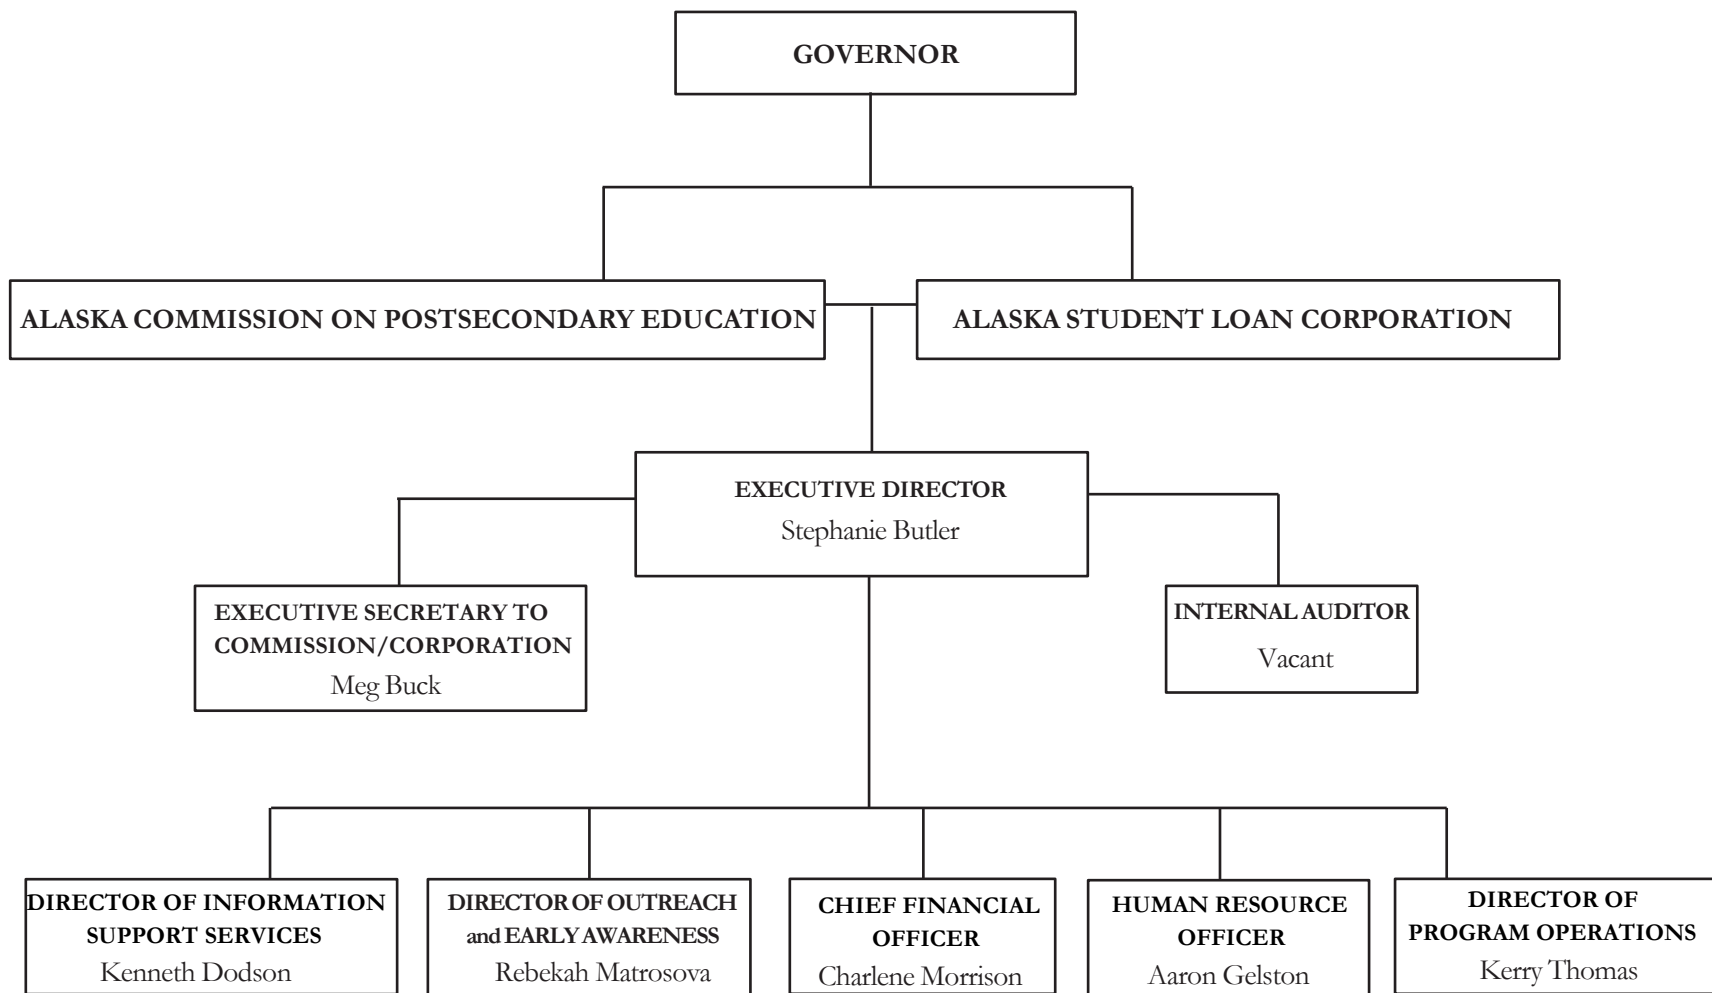 GOVERNOR
ALASKA COMMISSION ON POSTSECONDARY EDUCATION
ALASKA STUDENT LOAN CORPORATION
EXECUTIVE DIRECTOR
Stephanie Butler
EXECUTIVE SECRETARY TO
COMMISSION/CORPORATION
Meg Buck
INTERNAL AUDITOR
Vacant
DIRECTOR OF INFORMATION
SUPPORT SERVICES
Kenneth Dodson
DIRECTOR OF OUTREACH
and EARLY AWARENESS
Rebekah Matrosova
CHIEF FINANCIAL
OFFICER
Charlene Morrison
HUMAN RESOURCE
OFFICER
Aaron Gelston
DIRECTOR OF
PROGRAM OPERATIONS
Kerry Thomas